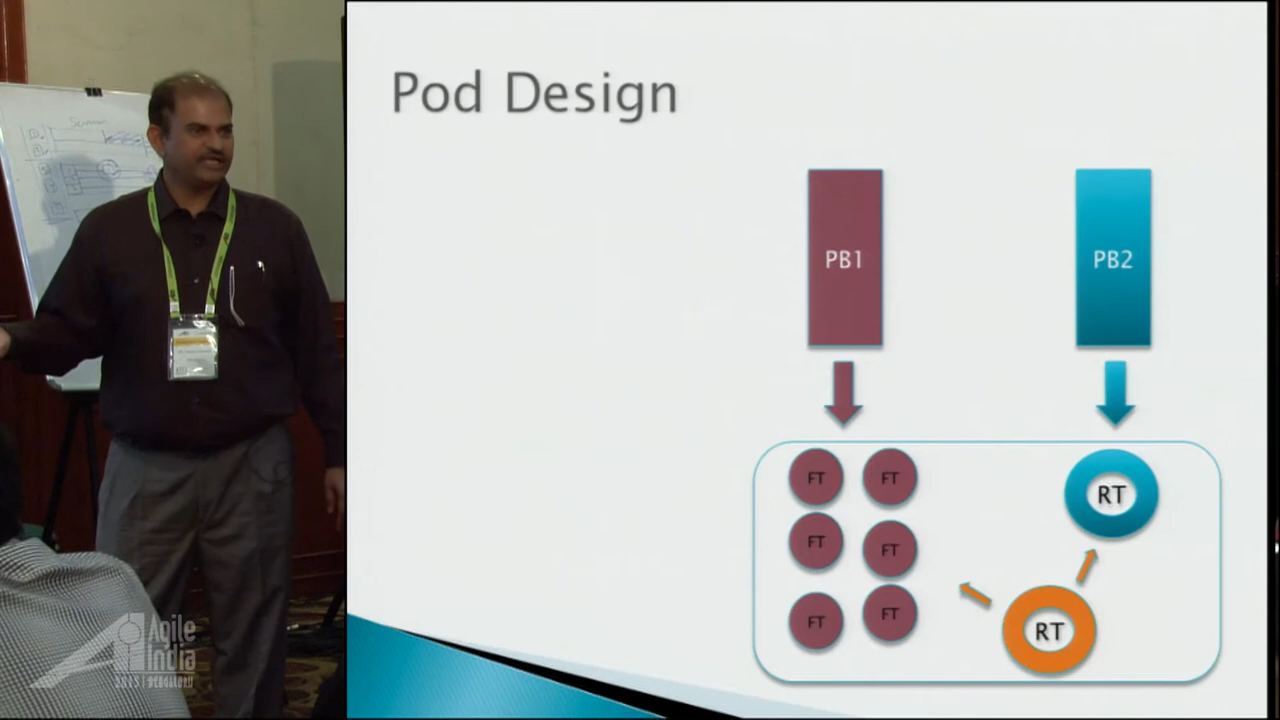 Pod Design
PB1
PB2
FT
FT
RT
FT
FT
FT
FT
RT
Agile
India
2015 | BENGALURU